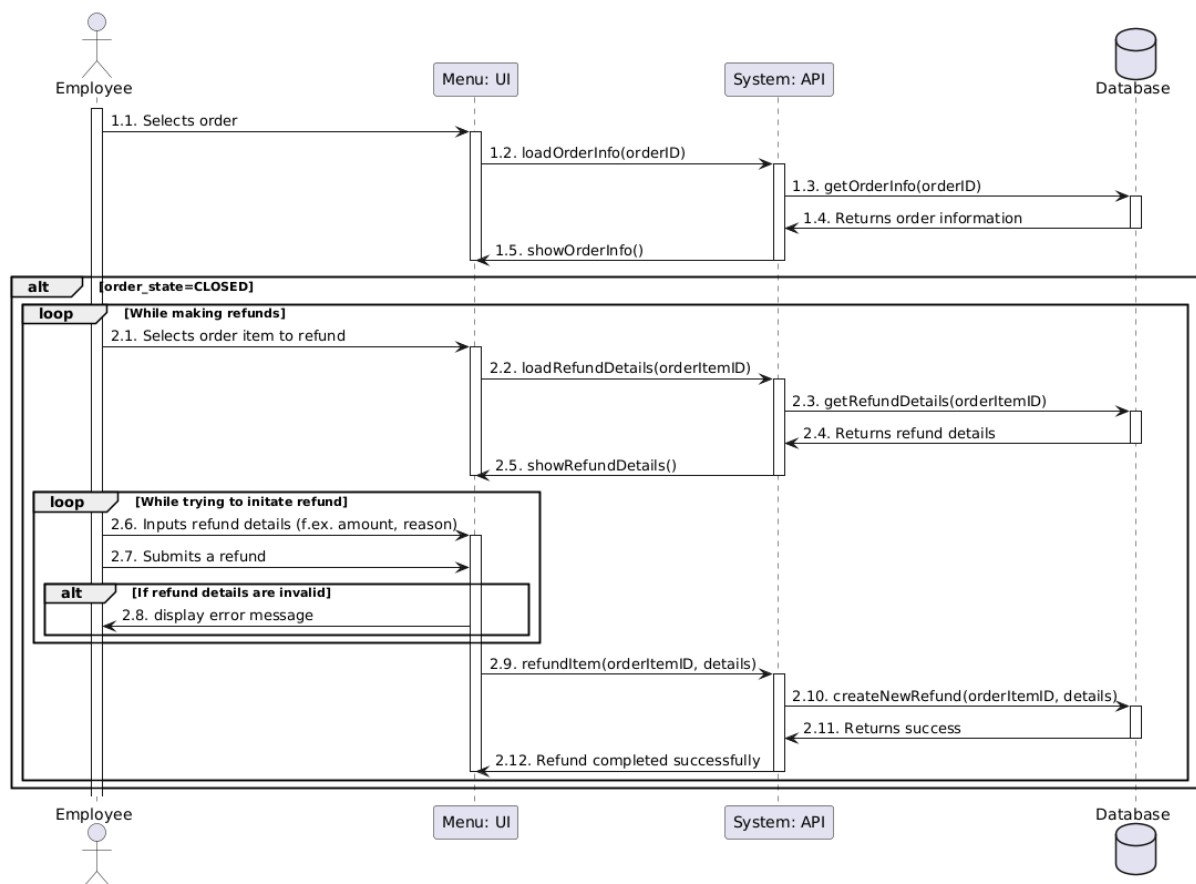 Employee
Menu: UI
System: API
Database
1.1. Selects order
1.2. loadOrderInfo(orderID)
1.3. getOrderInfo(orderID)
1.4. Returns order information
1.5. showOrderInfo()
alt [order_state=CLOSED]
loop [While making refunds]
2.1. Selects order item to refund
2.2. loadRefundDetails(orderItemID)
2.3. getRefundDetails(orderItemID)
2.4. Returns refund details
2.5. showRefundDetails()
loop [While trying to initate refund]
2.6. Inputs refund details (f.ex. amount, reason)
2.7. Submits a refund
alt [If refund details are invalid]
2.8. display error message
2.9. refundItem(orderItemID, details)
2.10. createNewRefund(orderItemID, details)
2.11. Returns success
2.12. Refund completed successfully
Employee
Menu: UI
System: API
Database